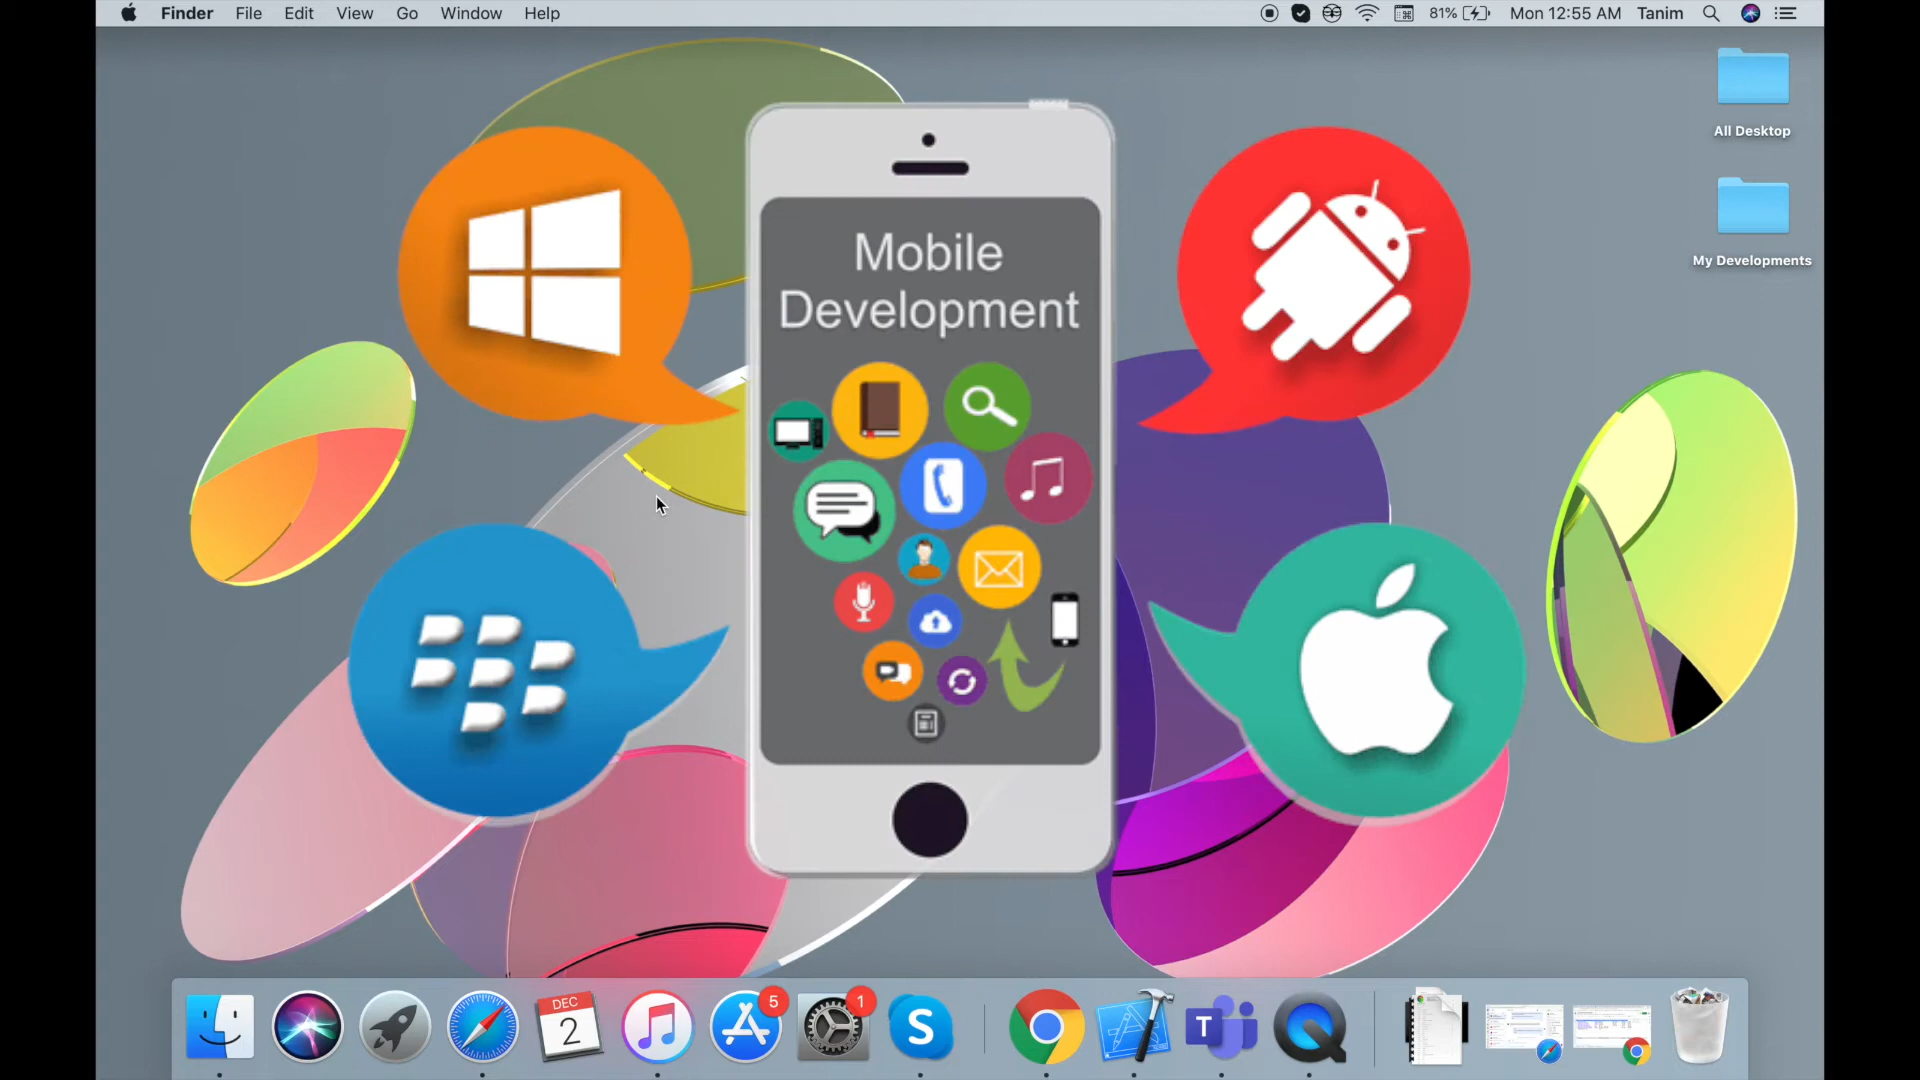 Finder File Edit View Go Window Help 81% Mon 12:55 AM Tanim
All Desktop
My Developments
Mobile
Development
DEC
2
5
1
S
T